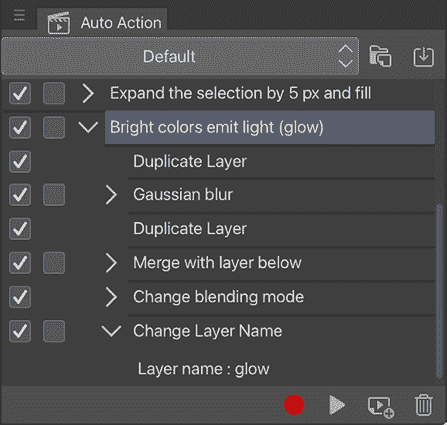 Auto Action
Default
Expand the selection by 5 px and fill
Bright colors emit light (glow)
Duplicate Layer
Gaussian blur
Duplicate Layer
Merge with layer below
Change blending mode
Change Layer Name
Layer name : glow